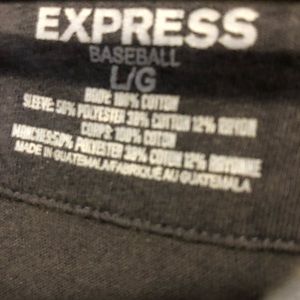 EXPRESS
BASEBALL
L/G
BODY: 100% COTTON
SLEEVE: 50% POLYESTER 38% COTTON 12% RAYON
CORPS: 100% COTON
MANCHES:50% POLYESTER 38% COTON 12% RAYONNE
MADE IN GUATEMALA/FABRIQUE AU GUATEMALA